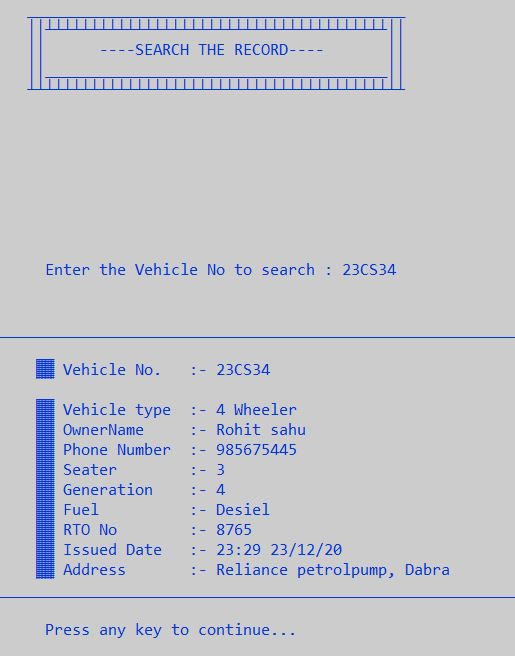 ----SEARCH THE RECORD----
Enter the Vehicle No to search : 23CS34
Vehicle No.   :- 23CS34
Vehicle type  :- 4 Wheeler
OwnerName     :- Rohit sahu
Phone Number  :- 985675445
Seater        :- 3
Generation    :- 4
Fuel          :- Desiel
RTO No        :- 8765
Issued Date   :- 23:29 23/12/20
Address       :- Reliance petrolpump, Dabra
Press any key to continue...